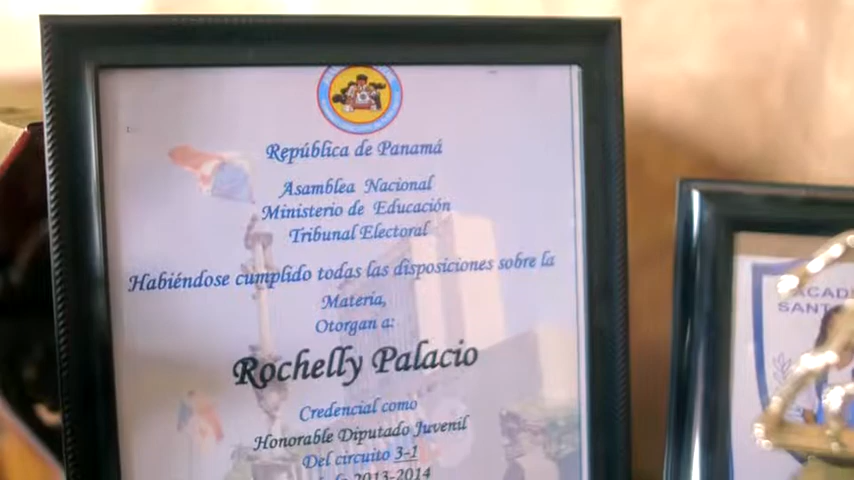 República de Panamá
Asamblea Nacional
Ministerio de Educación
Tribunal Electoral
Habiéndose cumplido todas las disposiciones sobre la
Materia,
Otorgan a:
Rochelly Palacio
Credencial como
Honorable Diputado Juvenil
Del circuito 3-1
2013-2014
SANT